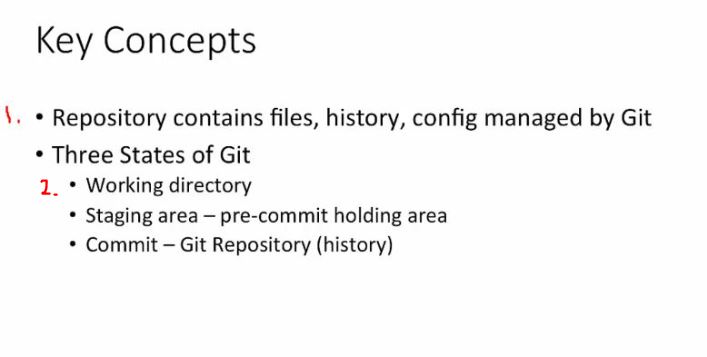 Key Concepts
1. • Repository contains files, history, config managed by Git
• Three States of Git
2. • Working directory
• Staging area – pre-commit holding area
• Commit – Git Repository (history)